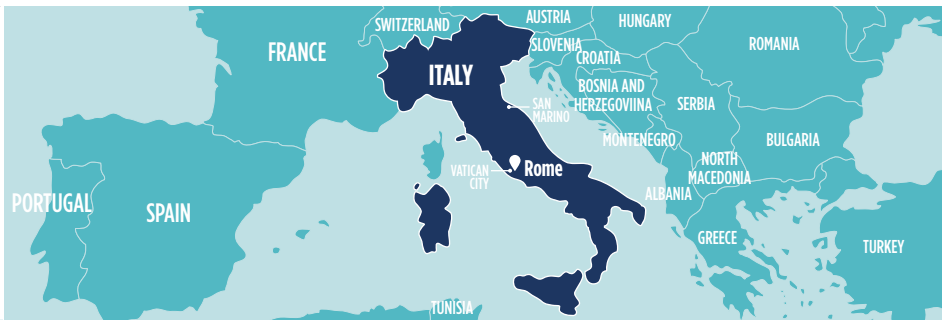 SWITZERLAND
AUSTRIA
HUNGARY
FRANCE
SLOVENIA
ROMANIA
CROATIA
ITALY
BOSNIA AND
HERZEGOVIINA
SERBIA
SAN
MARINO
MONTENEGRO
BULGARIA
VATICAN
CITY
Rome
NORTH
MACEDONIA
PORTUGAL
SPAIN
ALBANIA
GREECE
TURKEY
TUNISIA